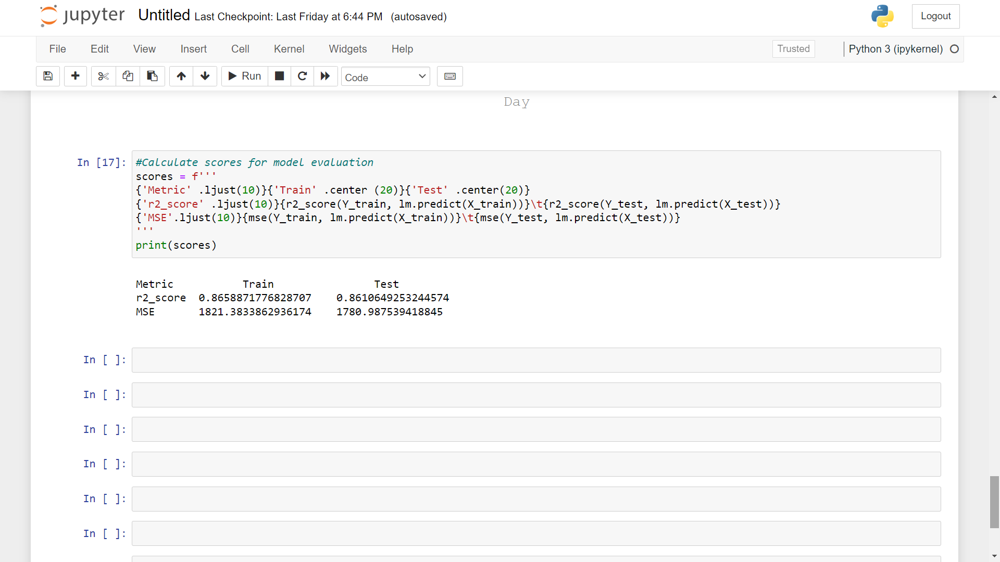 jupyter Untitled Last Checkpoint: Last Friday at 6:44 PM (autosaved) Logout
File Edit View Insert Cell Kernel Widgets Help Trusted Python 3 (ipykernel)
Run Code
Day
In [17]:
#Calculate scores for model evaluation
scores = f'''
{'Metric' .ljust(10)}{'Train' .center (20)}{'Test' .center(20)}
{'r2_score' .ljust(10)}{r2_score(Y_train, lm.predict(X_train))}\t{r2_score(Y_test, lm.predict(X_test))}
{'MSE'.ljust(10)}{mse(Y_train, lm.predict(X_train))}\t{mse(Y_test, lm.predict(X_test))}
'''
print(scores)
Metric Train Test
r2_score 0.8658871776828707 0.8610649253244574
MSE 1821.3833862936174 1780.987539418845
In [ ]:
In [ ]:
In [ ]:
In [ ]:
In [ ]:
In [ ]: